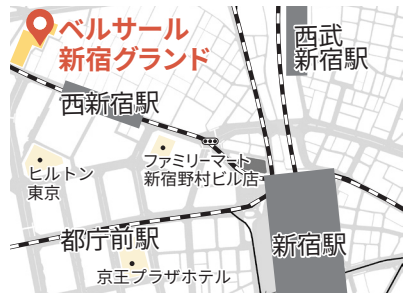 ベルサール
新宿グランド
西武
新宿駅
西新宿駅
ファミリーマート
新宿野村ビル店
ヒルトン
東京
都庁前駅
新宿駅
京王プラザホテル